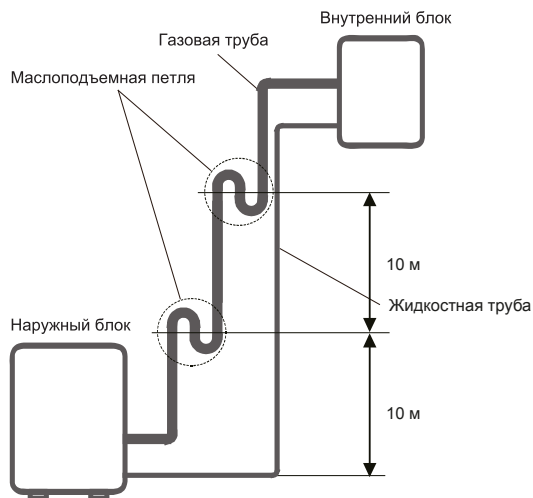 Внутренний блок
Газовая труба
Маслоподъемная петля
10 м
Жидкостная труба
Наружный блок
10 м